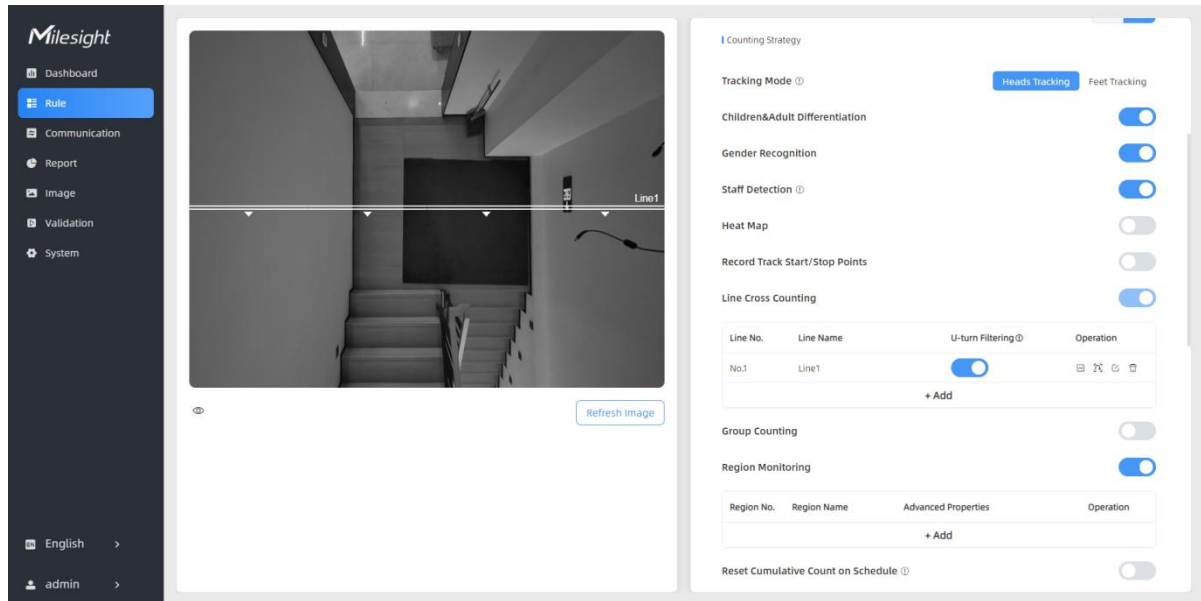 Milesight
Dashboard
Rule
Communication
Report
Image
Validation
System
EN English
admin
Line1
Refresh Image
Counting Strategy
Tracking Mode
Heads Tracking Feet Tracking
Children&Adult Differentiation
Gender Recognition
Staff Detection
Heat Map
Record Track Start/Stop Points
Line Cross Counting
Line No. Line Name U-turn Filtering Operation
No.1 Line1
+ Add
Group Counting
Region Monitoring
Region No. Region Name Advanced Properties Operation
+ Add
Reset Cumulative Count on Schedule